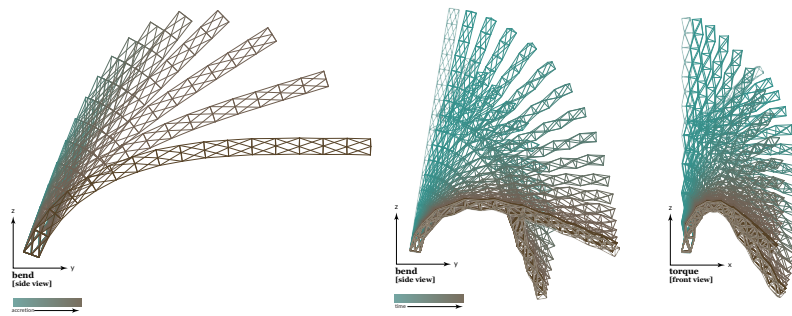 z
y
bend
[side view]
accretion
z
y
bend
[side view]
time
z
x
torque
[front view]